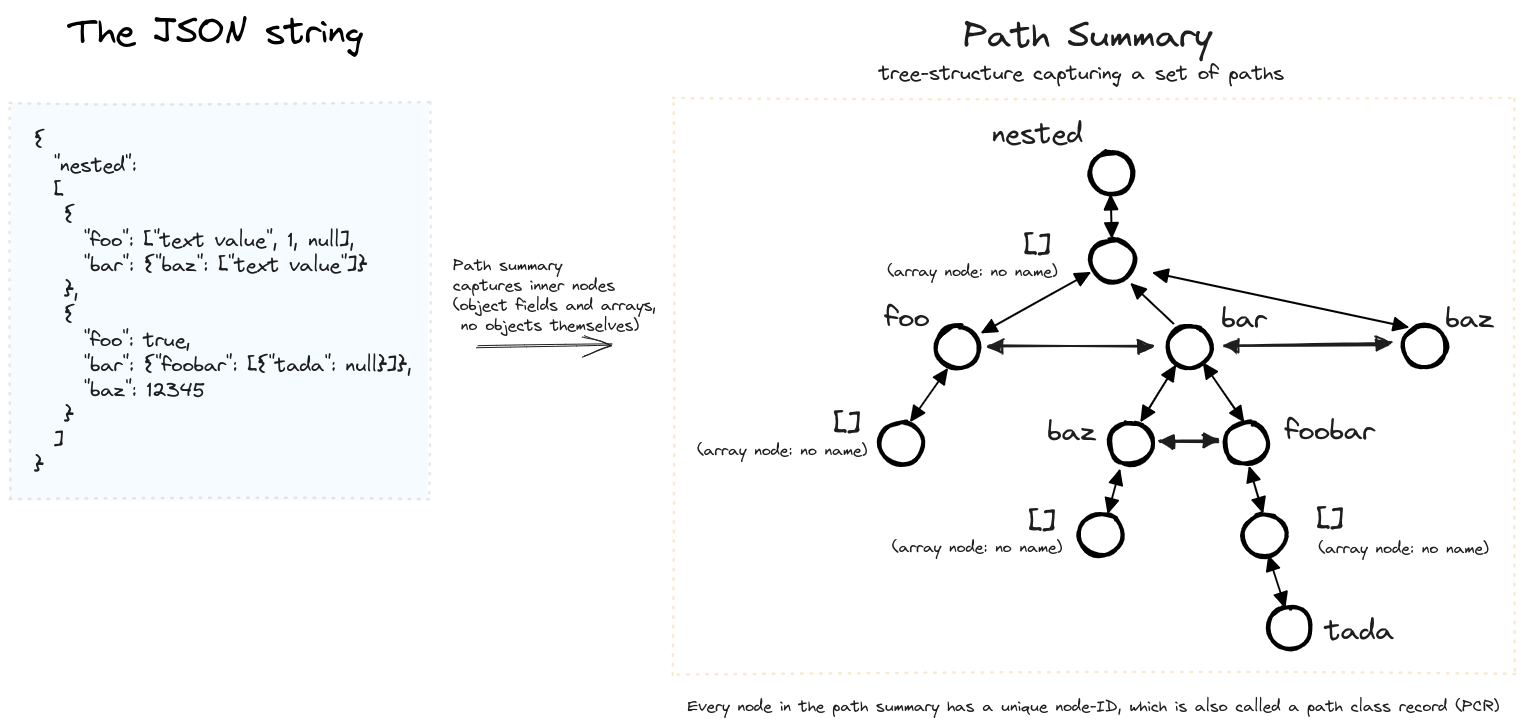 The JSON string
{
"nested":
[
{
"foo": ["text value", 1, null],
"bar": {"baz": ["text value"]}
},
{
"foo": true,
"bar": {"foobar": [{"tada": null}]},
"baz": 12345
}
]
}
Path summary
captures inner nodes
(object fields and arrays,
no objects themselves)
Path Summary
tree-structure capturing a set of paths
nested
[]
(array node: no name)
foo
bar
baz
[]
(array node: no name)
baz
foobar
[]
(array node: no name)
[]
(array node: no name)
tada
Every node in the path summary has a unique node-ID, which is also called a path class record (PCR)